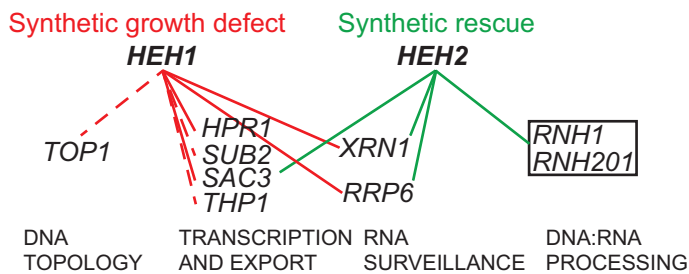 Synthetic growth defect Synthetic rescue
HEH1 HEH2
HPR1
TOP1 SUB2 XRN1 RNH1
SAC3 RNH201
THP1 RRP6
DNA TRANSCRIPTION RNA DNA:RNA
TOPOLOGY AND EXPORT SURVEILLANCE PROCESSING